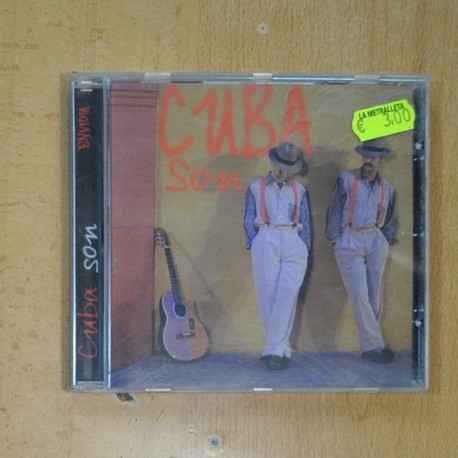 CUBA
son
LA METRALLETA
€ 3,00
Cuba son